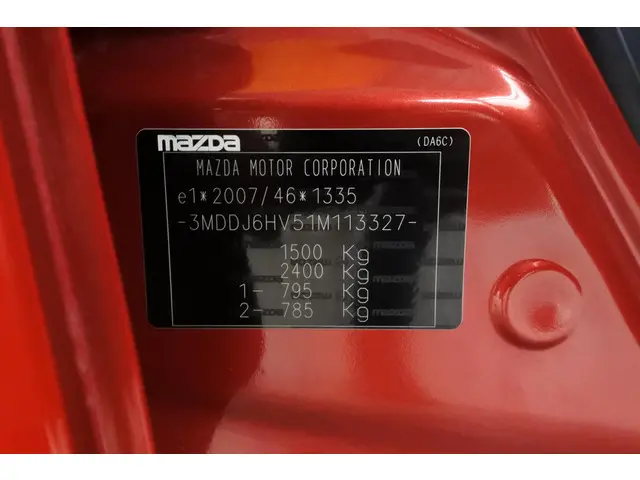 mazda (DA6C)
MAZDA MOTOR CORPORATION
e1*2007/46*1335
-3MDDJ6HV51M113327-
1500 Kg
2400 Kg
1- 795 Kg
2- 785 Kg